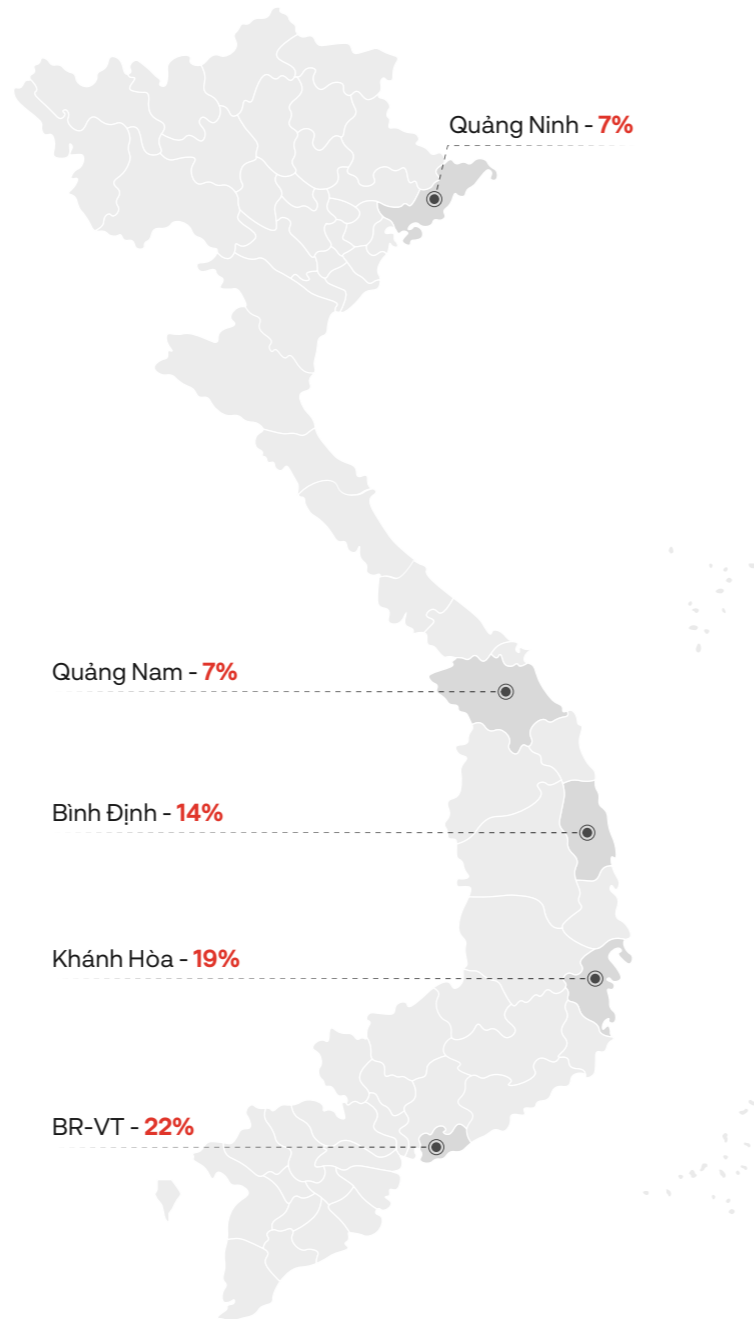 Quảng Ninh - 7%
Quảng Nam - 7%
Bình Định - 14%
Khánh Hòa - 19%
BR-VT - 22%